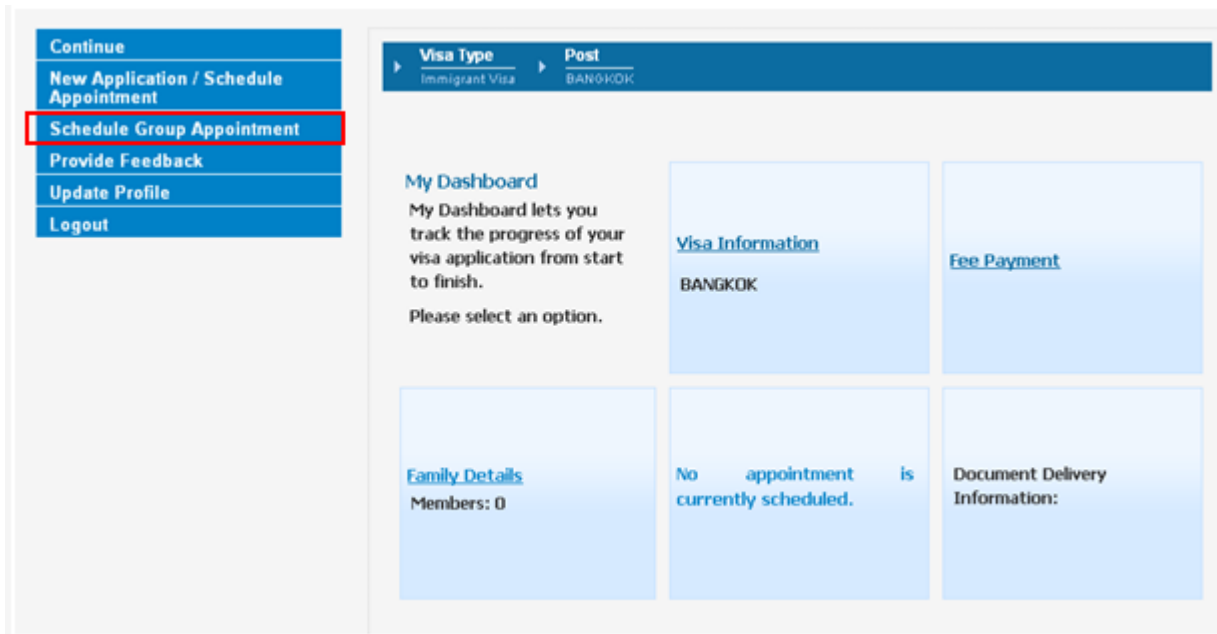 Continue
New Application / Schedule
Appointment
Schedule Group Appointment
Provide Feedback
Update Profile
Logout
Visa Type
Immigrant Visa
Post
BANGKOK
My Dashboard
My Dashboard lets you
track the progress of your
visa application from start
to finish.
Please select an option.
Visa Information
BANGKOK
Fee Payment
Family Details
Members: 0
No appointment is
currently scheduled.
Document Delivery
Information: